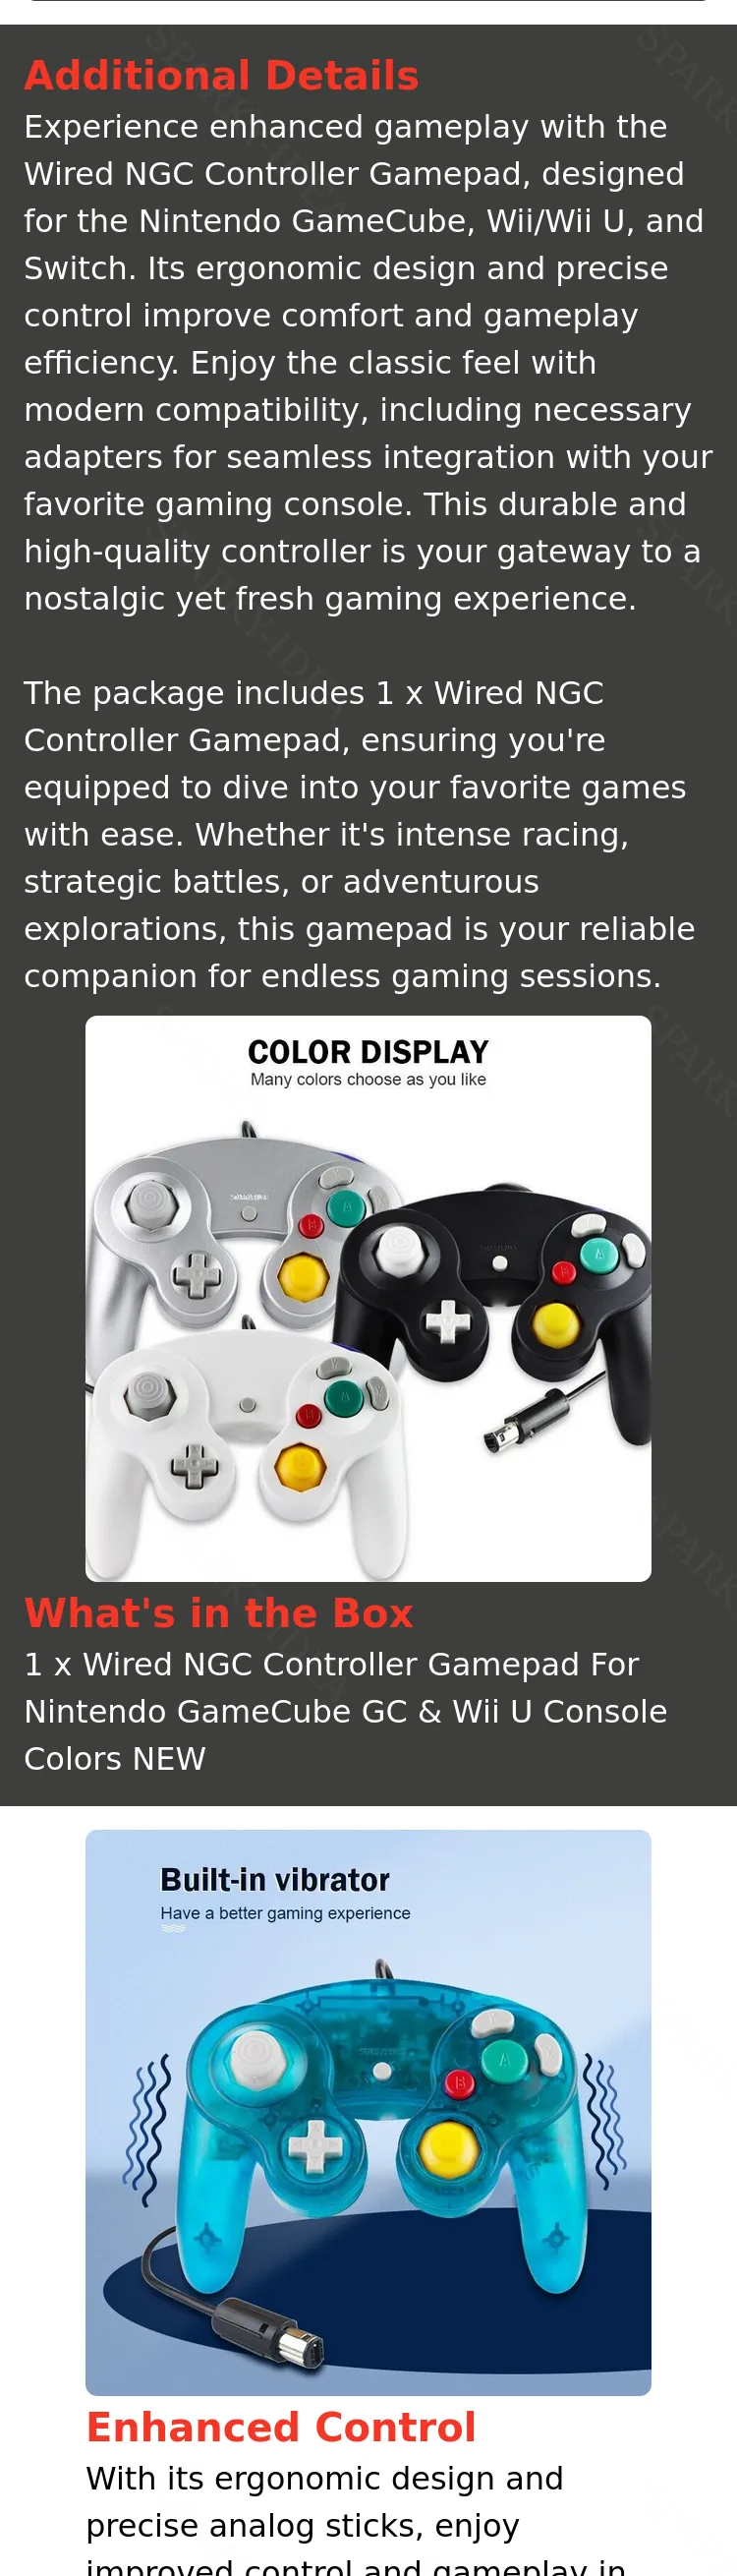 Additional Details
Experience enhanced gameplay with the
Wired NGC Controller Gamepad, designed
for the Nintendo GameCube, Wii/Wii U, and
Switch. Its ergonomic design and precise
control improve comfort and gameplay
efficiency. Enjoy the classic feel with
modern compatibility, including necessary
adapters for seamless integration with your
favorite gaming console. This durable and
high-quality controller is your gateway to a
nostalgic yet fresh gaming experience.
The package includes 1 x Wired NGC
Controller Gamepad, ensuring you're
equipped to dive into your favorite games
with ease. Whether it's intense racing,
strategic battles, or adventurous
explorations, this gamepad is your reliable
companion for endless gaming sessions.
COLOR DISPLAY
Many colors choose as you like
What's in the Box
1 x Wired NGC Controller Gamepad For
Nintendo GameCube GC & Wii U Console
Colors NEW
Built-in vibrator
Have a better gaming experience
A
B
Enhanced Control
With its ergonomic design and
precise analog sticks, enjoy
improved control and gameplay in